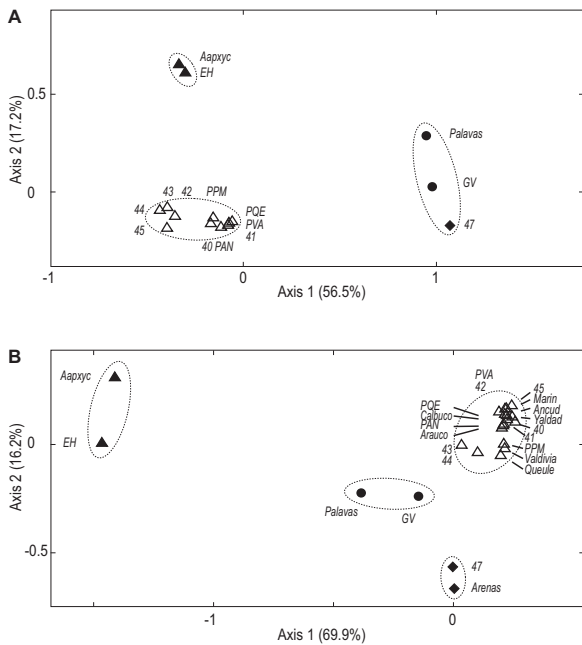 A
Aapxyc
EH
0.5
Axis 2 (17.2%)
Palavas
GV
0
43 42 PPM
44
PQE
PVA
45
47
41
40 PAN
-1
0
1
Axis 1 (56.5%)
B
Aapxyc
PVA
42
45
Marin
PQE
Ancud
Calbuco
Yaldad
PAN
40
Arauco
41
EH
0
43
PPM
44
Valdivia
Queule
Axis 2 (16.2%)
Palavas
GV
-0.5
47
Arenas
-1
0
Axis 1 (69.9%)